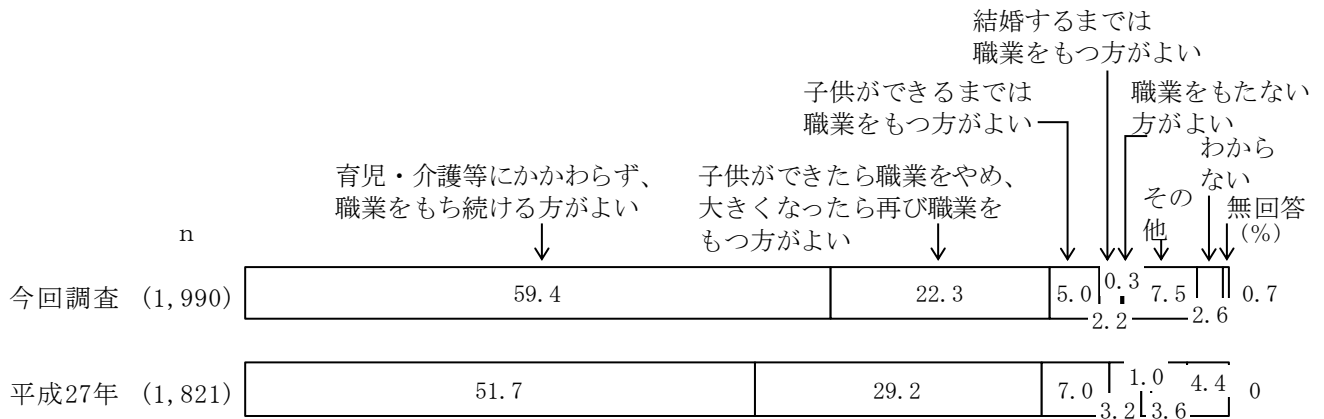 結婚するまでは
職業をもつ方がよい
子供ができるまでは
職業をもつ方がよい
職業をもたない
方がよい
わから
ない
育児・介護等にかかわらず、
職業をもち続ける方がよい
子供ができたら職業をやめ、
大きくなったら再び職業を
もつ方がよい
その
他
無回答
(%)
n
今回調査 (1,990) 59.4 22.3 5.0 2.2 0.3 7.5 2.6 0.7
平成27年 (1,821) 51.7 29.2 7.0 3.2 1.0 3.6 4.4 0